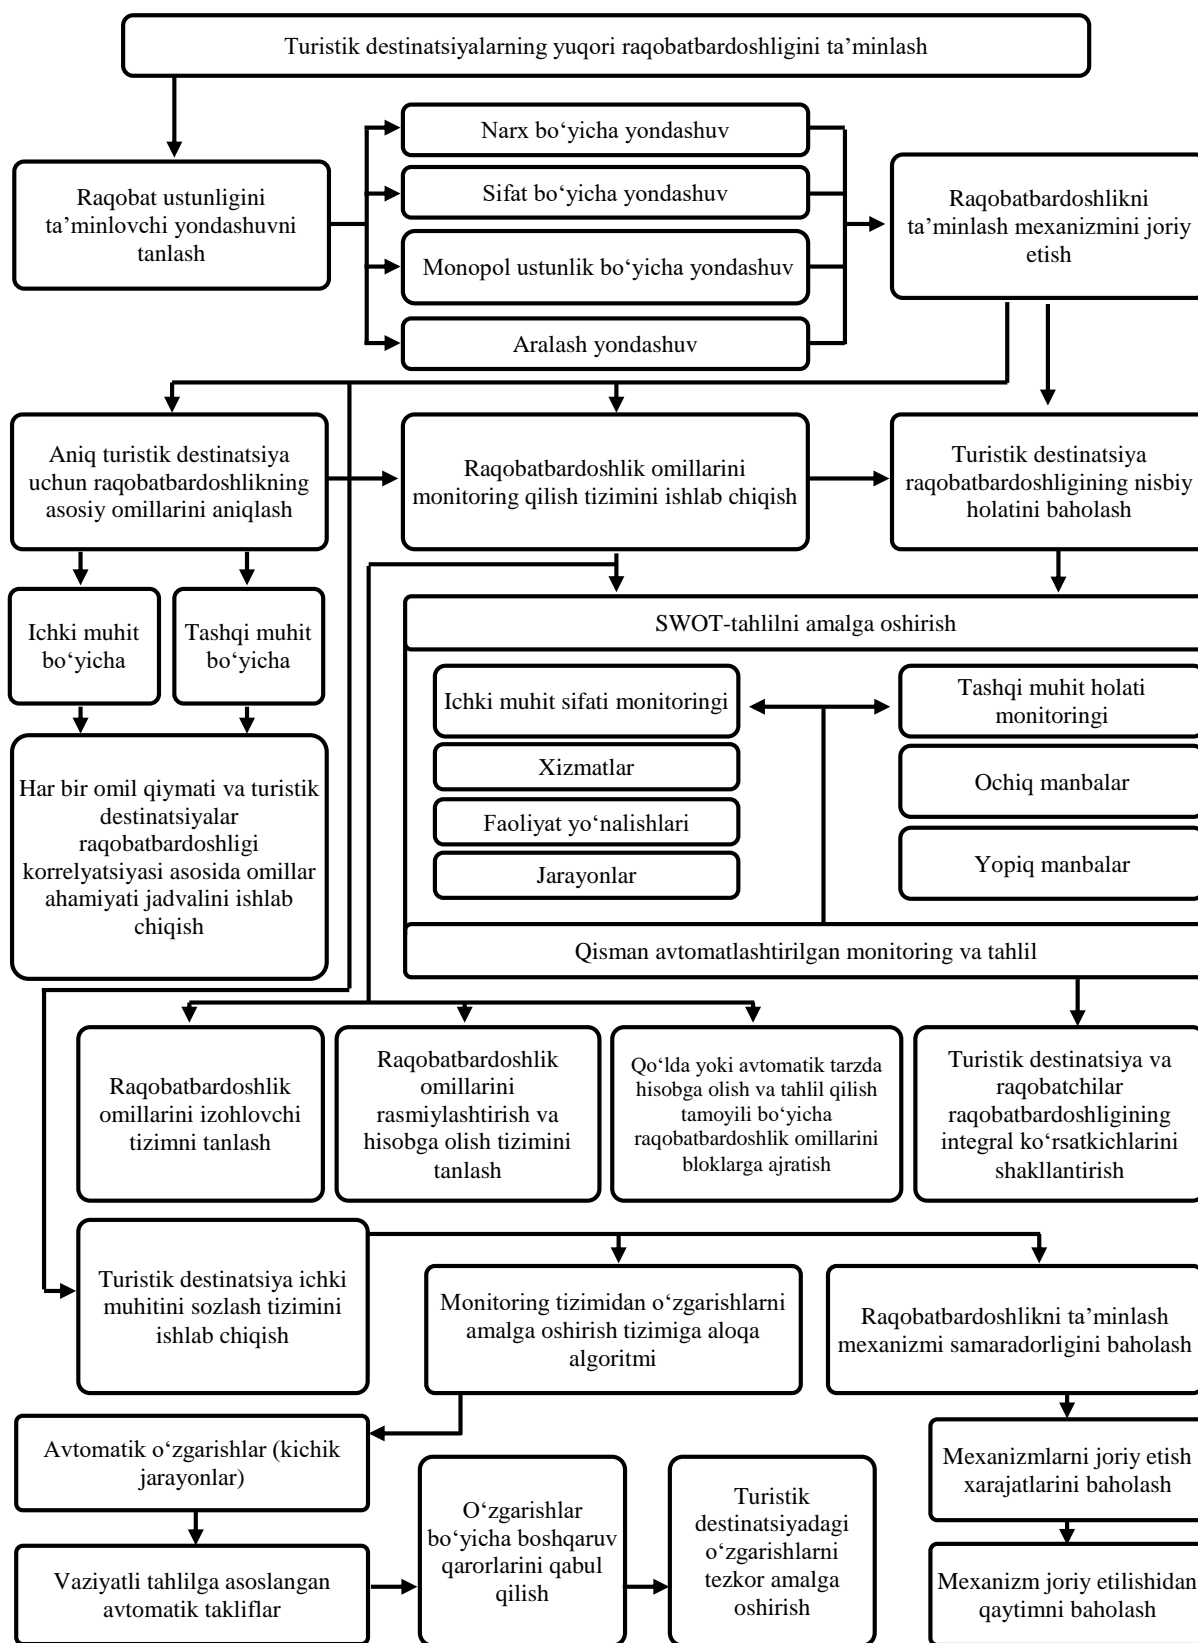 Turistik destinatsiyalarning yuqori raqobatbardoshligini ta’minlash
Raqobat ustunligini
ta’minlovchi yondashuvni
tanlash
Narx bo‘yicha yondashuv
Sifat bo‘yicha yondashuv
Monopol ustunlik bo‘yicha yondashuv
Aralash yondashuv
Raqobatbardoshlikni
ta’minlash mexanizmini joriy
etish
Aniq turistik destinatsiya
uchun raqobatbardoshlikning
asosiy omillarini aniqlash
Raqobatbardoshlik omillarini
monitoring qilish tizimini ishlab chiqish
Turistik destinatsiya
raqobatbardoshligining nisbiy
holatini baholash
Ichki muhit
bo‘yicha
Tashqi muhit
bo‘yicha
Har bir omil qiymati va turistik
destinatsiyalar
raqobatbardoshligi
korrelyatsiyasi asosida omillar
ahamiyati jadvalini ishlab
chiqish
SWOT-tahlilni amalga oshirish
Ichki muhit sifati monitoringi
Xizmatlar
Faoliyat yo‘nalishlari
Jarayonlar
Tashqi muhit holati
monitoringi
Ochiq manbalar
Yopiq manbalar
Qisman avtomatlashtirilgan monitoring va tahlil
Raqobatbardoshlik
omillarini izohlovchi
tizimni tanlash
Raqobatbardoshlik
omillarini
rasmiylashtirish va
hisobga olish tizimini
tanlash
Qo‘lda yoki avtomatik tarzda
hisobga olish va tahlil qilish
tamoyili bo‘yicha
raqobatbardoshlik omillarini
bloklarga ajratish
Turistik destinatsiya va
raqobatchilar
raqobatbardoshligining
integral ko‘rsatkichlarini
shakllantirish
Turistik destinatsiya ichki
muhitini sozlash tizimini
ishlab chiqish
Monitoring tizimidan o‘zgarishlarni
amalga oshirish tizimiga aloqa
algoritmi
Raqobatbardoshlikni ta’minlash
mexanizmi samaradorligini baholash
Avtomatik o‘zgarishlar (kichik
jarayonlar)
Vaziyatli tahlilga asoslangan
avtomatik takliflar
O‘zgarishlar
bo‘yicha boshqaruv
qarorlarini qabul
qilish
Turistik
destinatsiyadagi
o‘zgarishlarni
tezkor amalga
oshirish
Mexanizmlarni joriy etish
xarajatlarini baholash
Mexanizm joriy etilishidan
qaytimni baholash